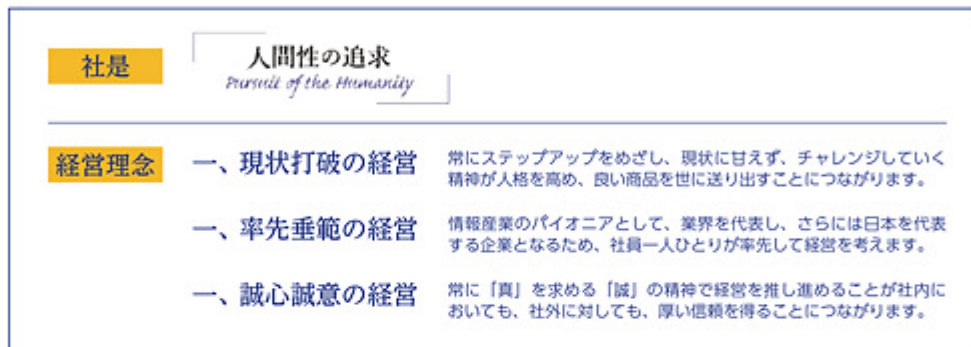 社是
人間性の追求
Pursuit of the Humanity
経営理念
一、現状打破の経営
常にステップアップをめざし、現状に甘えず、チャレンジしていく
精神が人格を高め、良い商品を世に送り出すことにつながります。
一、率先垂範の経営
情報産業のパイオニアとして、業界を代表し、さらには日本を代表
する企業となるため、社員一人ひとりが率先して経営を考えます。
一、誠心誠意の経営
常に「真」を求める「誠」の精神で経営を推し進めることが社内に
おいても、社外に対しても、厚い信頼を得ることにつながります。